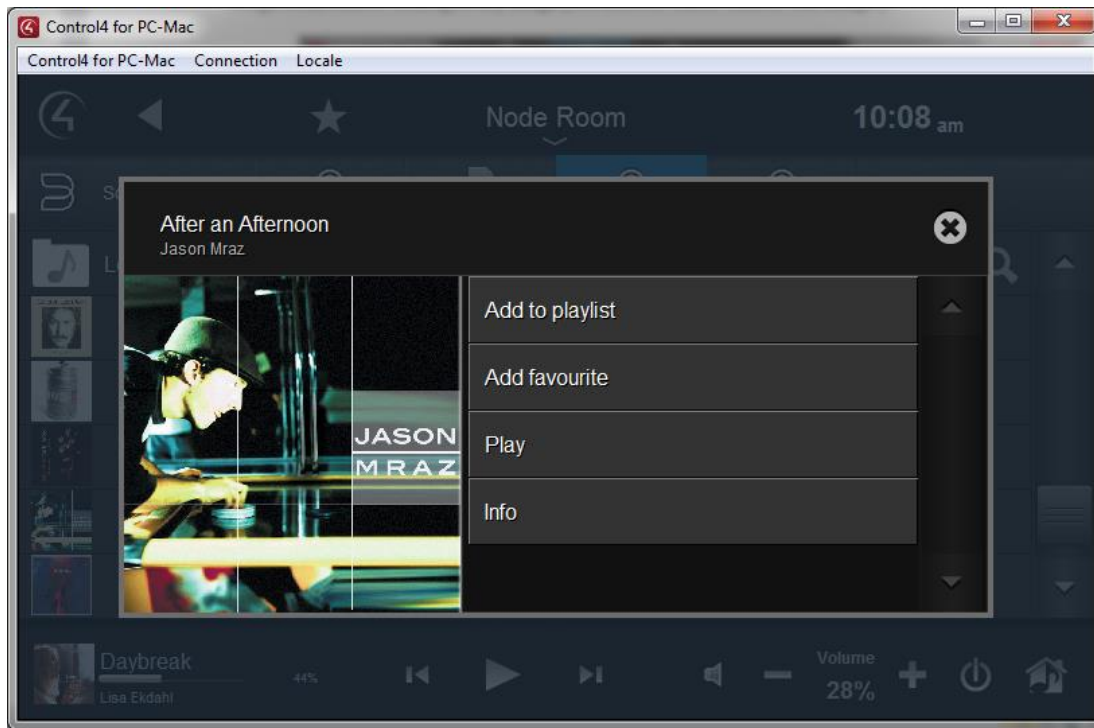 Control4 for PC-Mac
Control4 for PC-Mac Connection Locale
Node Room
10:08 am
After an Afternoon
Jason Mraz
Add to playlist
Add favourite
Play
Info
JASON
MRAZ
Daybreak
Lisa Ekdahl
44%
Volume
28%